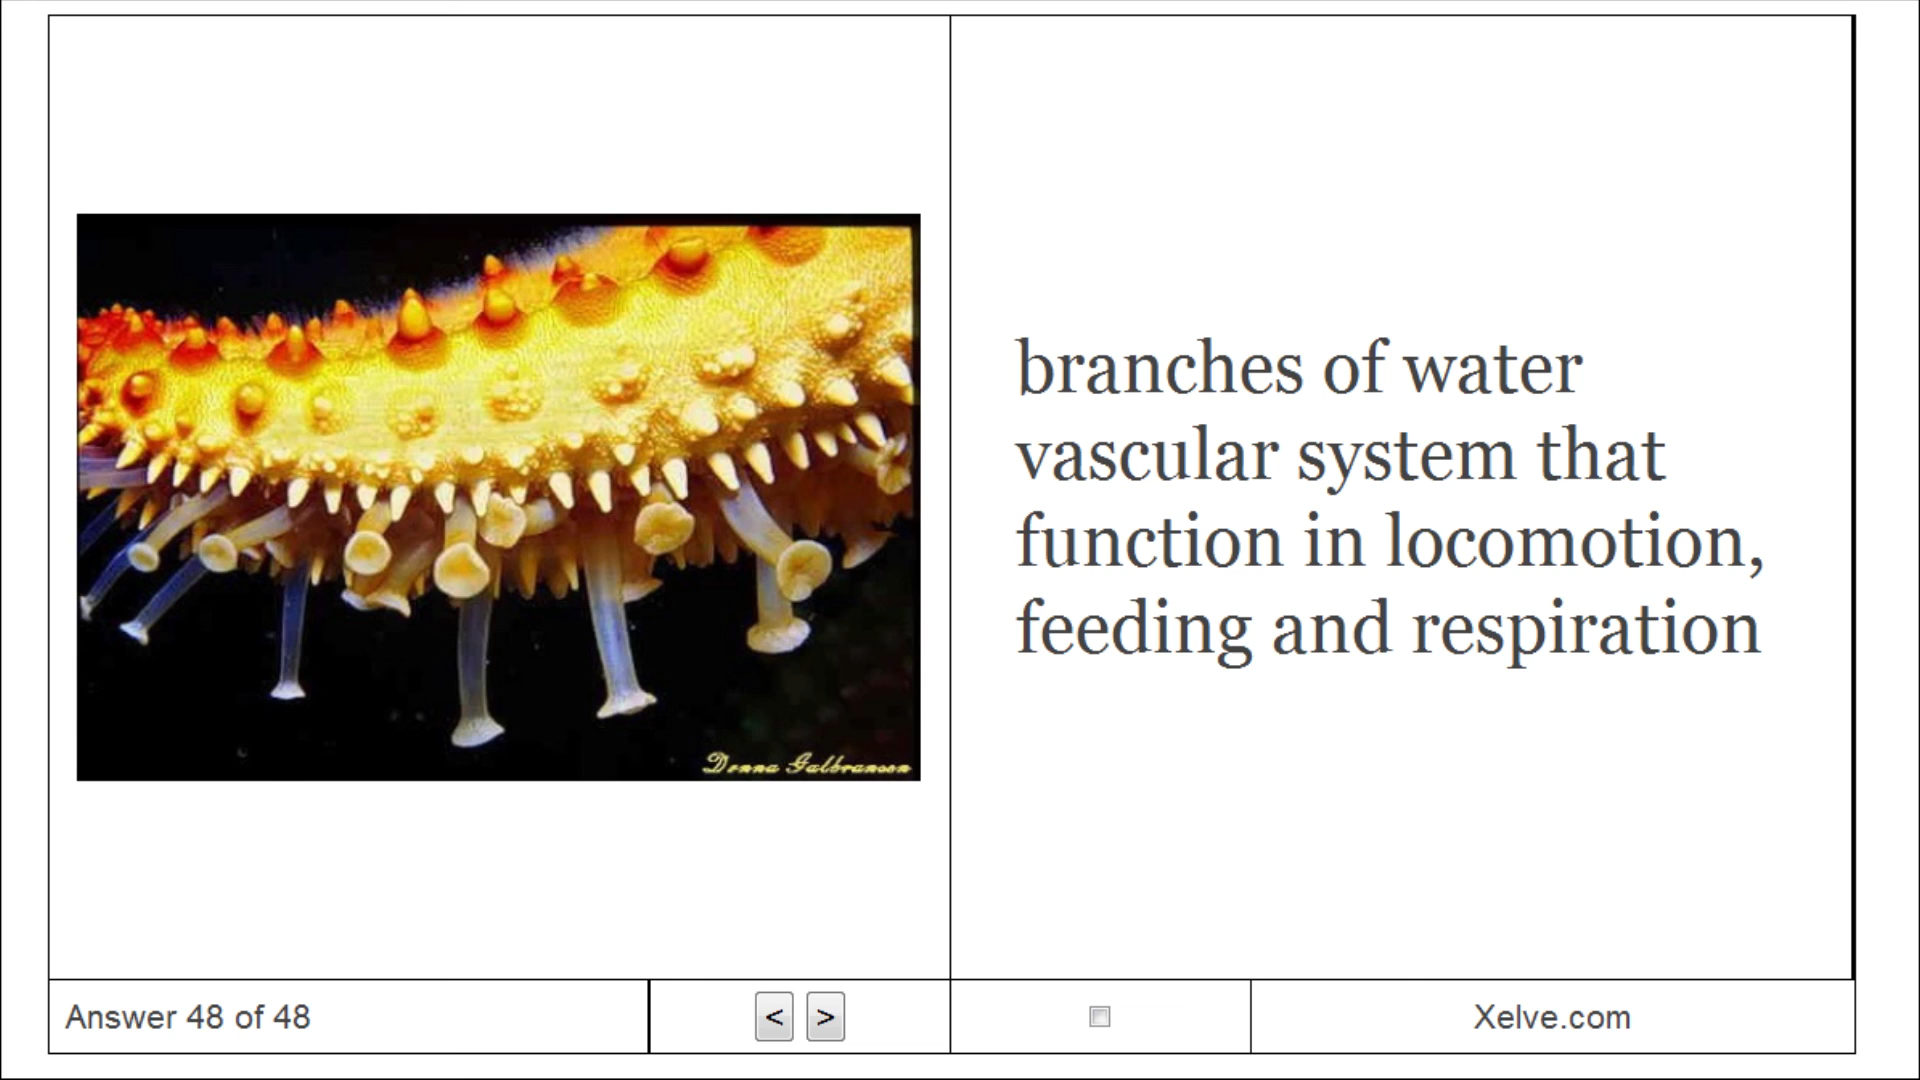 branches of water
vascular system that
function in locomotion,
feeding and respiration
Donna Galbransen
Answer 48 of 48
<
>
Xelve.com